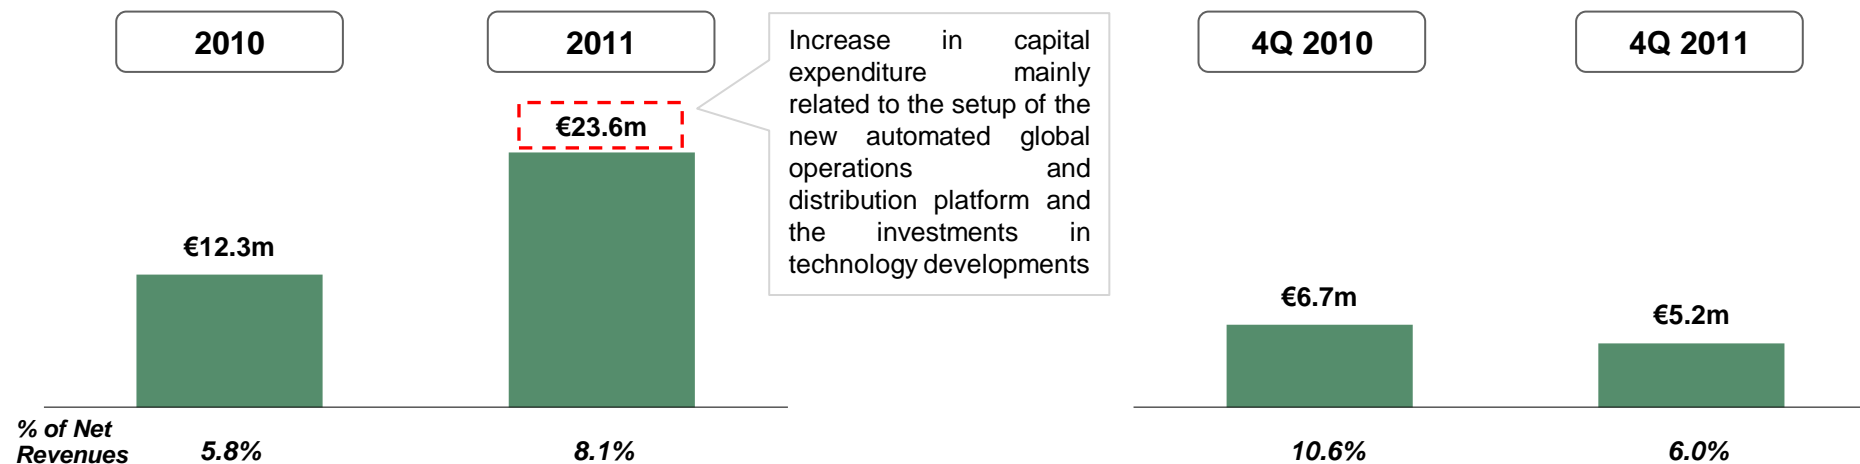 2010
2011
Increase in capital
expenditure mainly
related to the setup of the
new automated global
operations and
distribution platform and
the investments in
technology developments
4Q 2010
4Q 2011
€23.6m
€12.3m
€6.7m
€5.2m
% of Net
Revenues
5.8%
8.1%
10.6%
6.0%